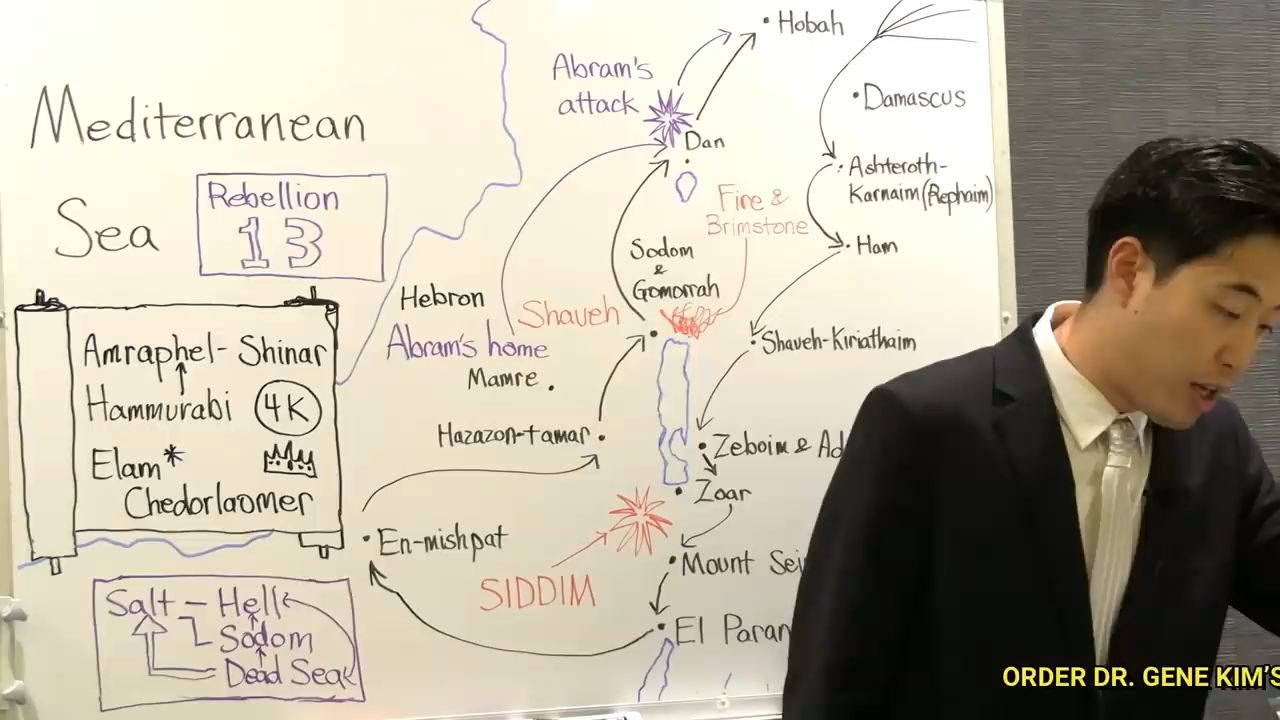 Mediterranean
Sea
Rebellion
13
Amraphel - Shinar
Hammurabi 4K
Elam*
Chedorlaomer
Salt - Hell
Sodom
Dead Sea
Abram's
attack
Hobah
Damascus
Dan
Ashteroth-
Karnaim (Rephaim)
Fire &
Brimstone
Ham
Sodom
&
Gomorrah
Hebron
Shaveh
Abram's home
Mamre
Shaveh-Kiriathaim
Hazazon-tamar
Zeboim &
Zoar
En-mishpat
SIDDIM
Mount
El Paran
ORDER DR. GENE KIM'S